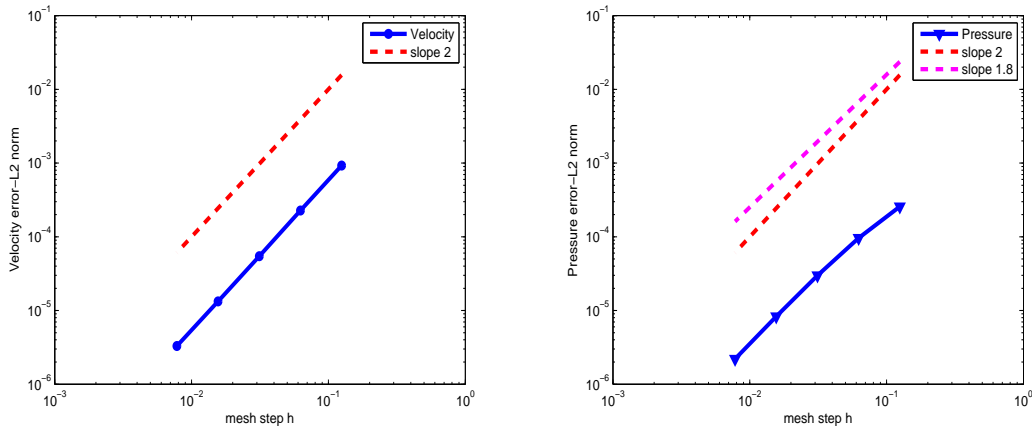 10^-1
10^-2
10^-3
10^-4
10^-5
10^-6
Velocity error−L2 norm
10^-3
10^-2
10^-1
10^0
mesh step h
Velocity
slope 2
10^-1
10^-2
10^-3
10^-4
10^-5
10^-6
Pressure error−L2 norm
10^-3
10^-2
10^-1
10^0
mesh step h
Pressure
slope 2
slope 1.8